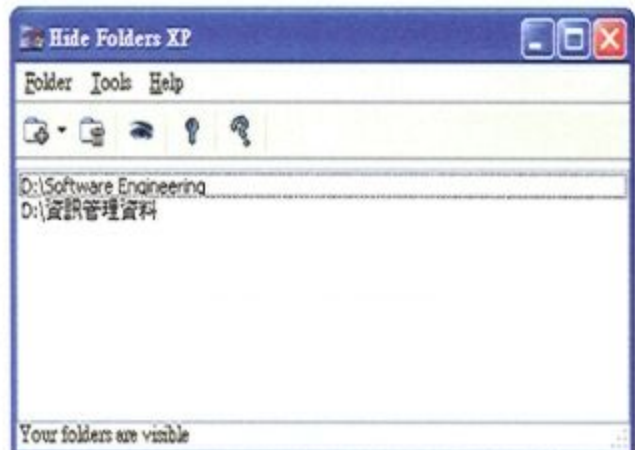 Hide Folders XP
Folder Tools Help
D:\Software Engineering
D:\資訊管理資料
Your folders are visible